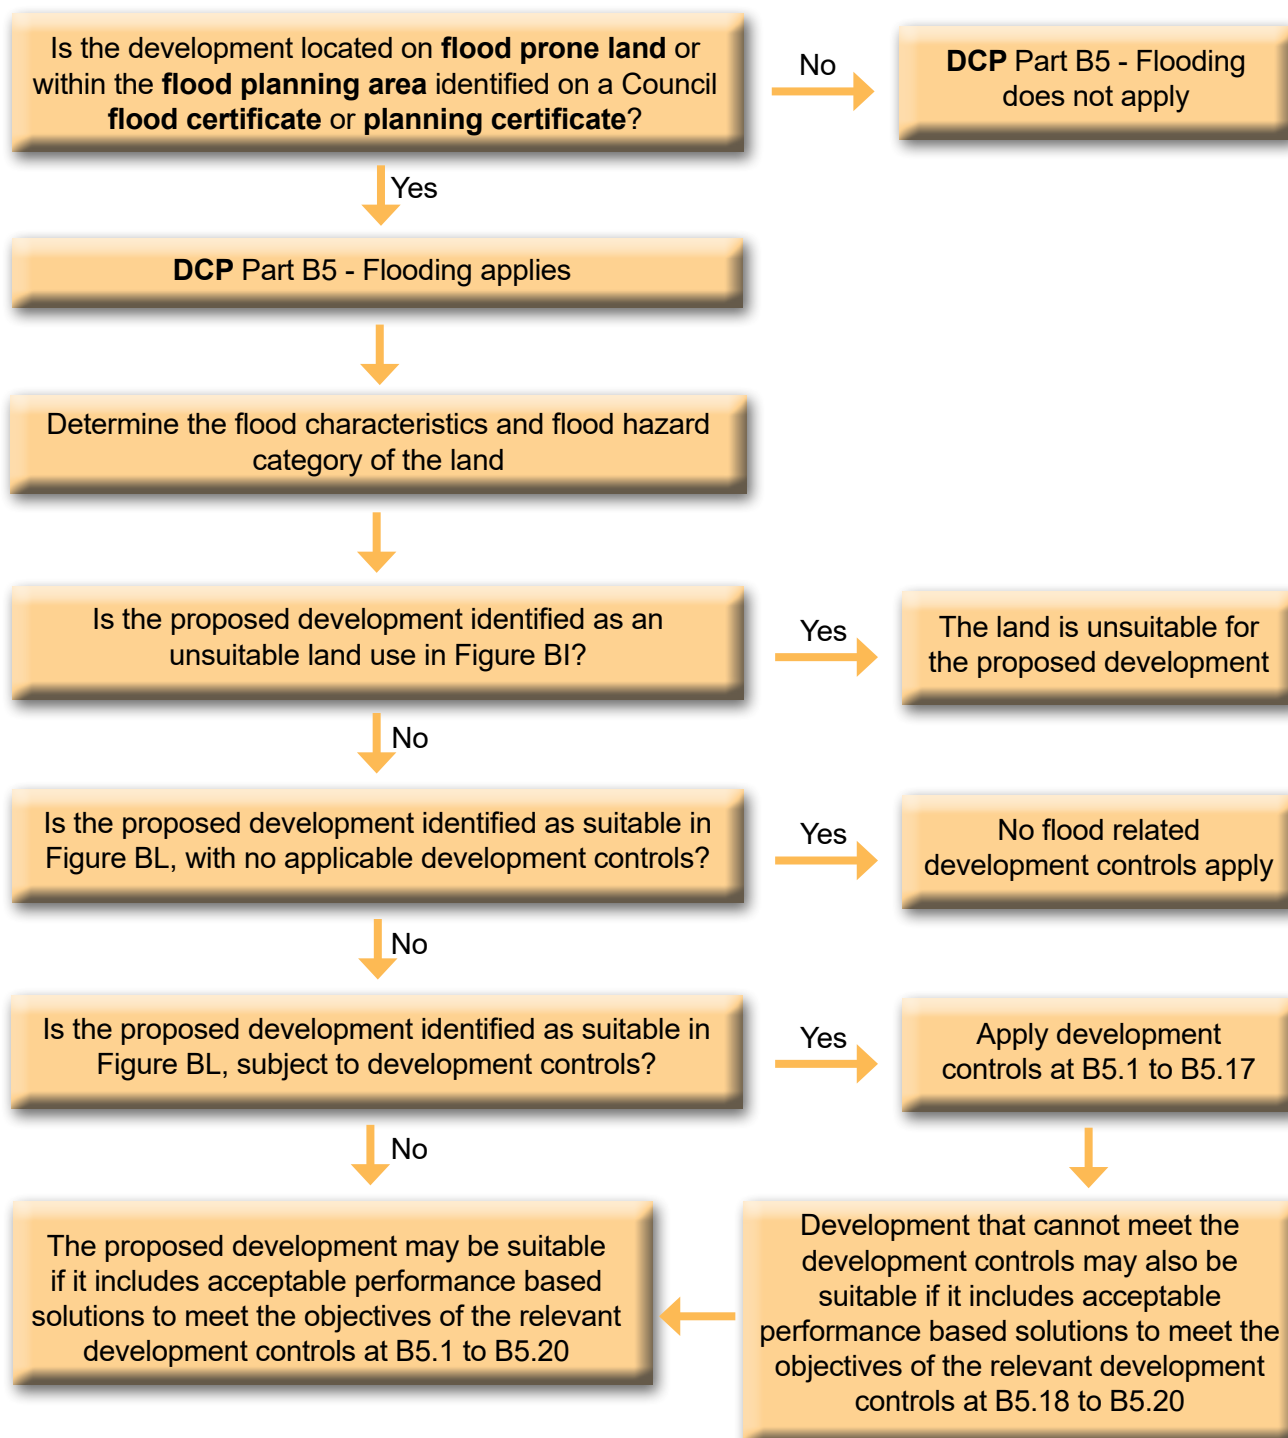 Is the development located on flood prone land or
within the flood planning area identified on a Council
flood certificate or planning certificate?
No
DCP Part B5 - Flooding
does not apply
Yes
DCP Part B5 - Flooding applies
Determine the flood characteristics and flood hazard
category of the land
Is the proposed development identified as an
unsuitable land use in Figure BI?
Yes
The land is unsuitable for
the proposed development
No
Is the proposed development identified as suitable in
Figure BL, with no applicable development controls?
Yes
No flood related
development controls apply
No
Is the proposed development identified as suitable in
Figure BL, subject to development controls?
Yes
Apply development
controls at B5.1 to B5.17
No
The proposed development may be suitable
if it includes acceptable performance based
solutions to meet the objectives of the relevant
development controls at B5.1 to B5.20
Development that cannot meet the
development controls may also be
suitable if it includes acceptable
performance based solutions to meet the
objectives of the relevant development
controls at B5.18 to B5.20